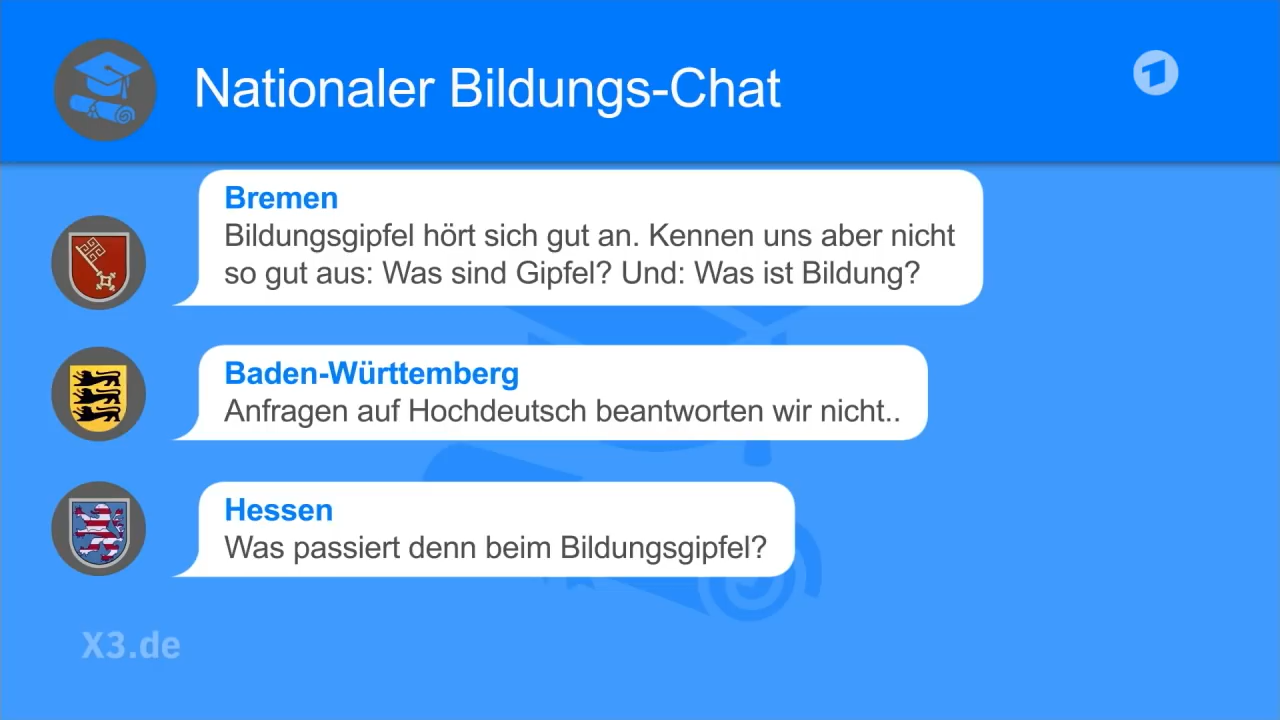 Nationaler Bildungs-Chat
1
Bremen
Bildungsgipfel hört sich gut an. Kennen uns aber nicht
so gut aus: Was sind Gipfel? Und: Was ist Bildung?
Baden-Württemberg
Anfragen auf Hochdeutsch beantworten wir nicht..
Hessen
Was passiert denn beim Bildungsgipfel?
X3.de